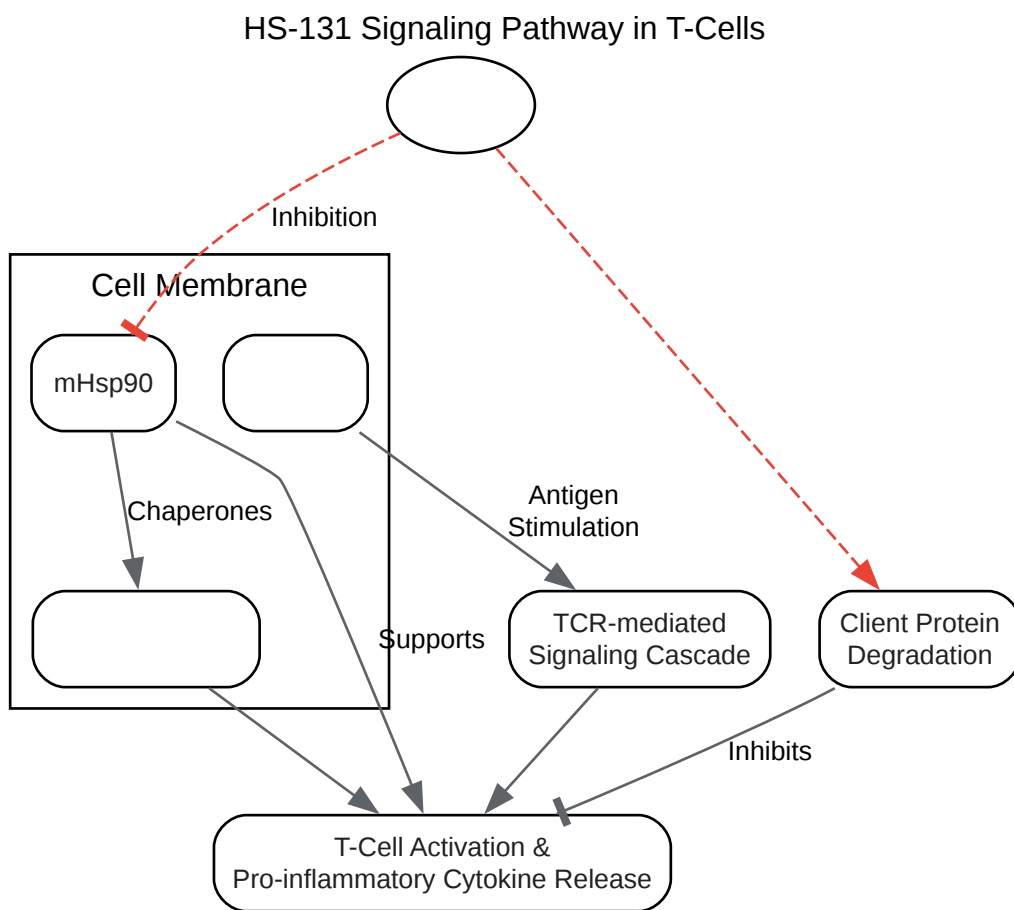 HS-131 Signaling Pathway in T-Cells
Inhibition
Cell Membrane
mHsp90
Chaperones
Antigen
Stimulation
Supports
TCR-mediated
Signaling Cascade
Client Protein
Degradation
Inhibits
T-Cell Activation &
Pro-inflammatory Cytokine Release